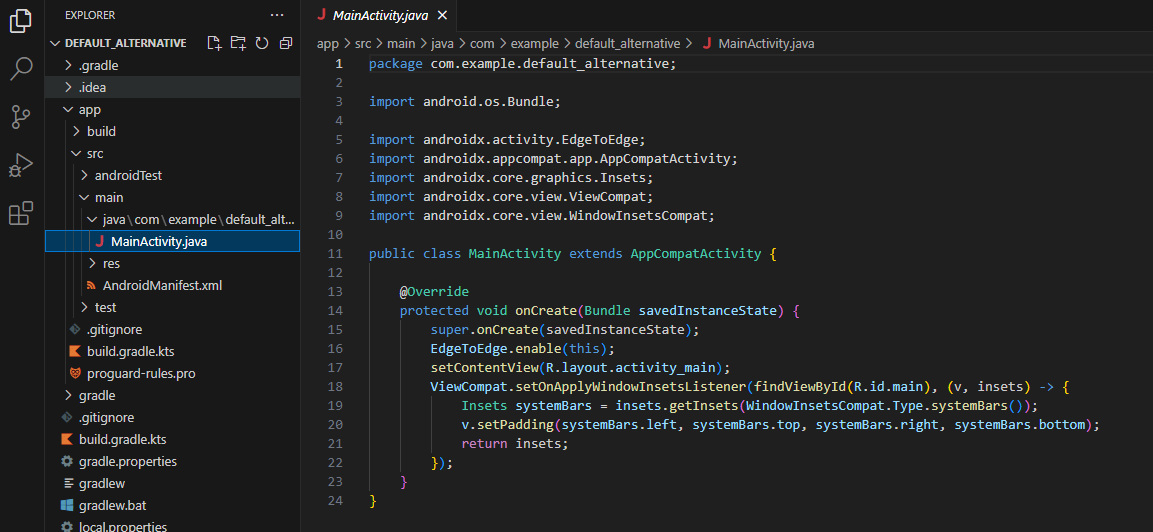 EXPLORER
DEFAULT_ALTERNATIVE
.gradle
.idea
app
build
src
androidTest
main
java\com\example\default_alt...
J MainActivity.java
res
AndroidManifest.xml
test
.gitignore
build.gradle.kts
proguard-rules.pro
gradle
.gitignore
build.gradle.kts
gradle.properties
gradlew
gradlew.bat
local.properties
J MainActivity.java
app > src > main > java > com > example > default_alternative > J MainActivity.java
1 package com.example.default_alternative;
2
3 import android.os.Bundle;
4
5 import androidx.activity.EdgeToEdge;
6 import androidx.appcompat.app.AppCompatActivity;
7 import androidx.core.graphics.Insets;
8 import androidx.core.view.ViewCompat;
9 import androidx.core.view.WindowInsetsCompat;
10
11 public class MainActivity extends AppCompatActivity {
12
13     @Override
14     protected void onCreate(Bundle savedInstanceState) {
15         super.onCreate(savedInstanceState);
16         EdgeToEdge.enable(this);
17         setContentView(R.layout.activity_main);
18         ViewCompat.setOnApplyWindowInsetsListener(findViewById(R.id.main), (v, insets) -> {
19             Insets systemBars = insets.getInsets(WindowInsetsCompat.Type.systemBars());
20             v.setPadding(systemBars.left, systemBars.top, systemBars.right, systemBars.bottom);
21             return insets;
22         });
23     }
24 }